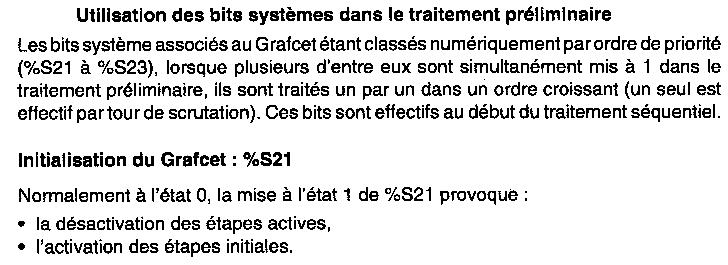 Utilisation des bits systèmes dans le traitement préliminaire
Les bits système associés au Grafcet étant classés numériquement par ordre de priorité
(%S21 à %S23), lorsque plusieurs d'entre eux sont simultanément mis à 1 dans le
traitement préliminaire, ils sont traités un par un dans un ordre croissant (un seul est
effectif par tour de scrutation). Ces bits sont effectifs au début du traitement séquentiel.
Initialisation du Grafcet : %S21
Normalement à l'état 0, la mise à l'état 1 de %S21 provoque :
• la désactivation des étapes actives,
• l'activation des étapes initiales.